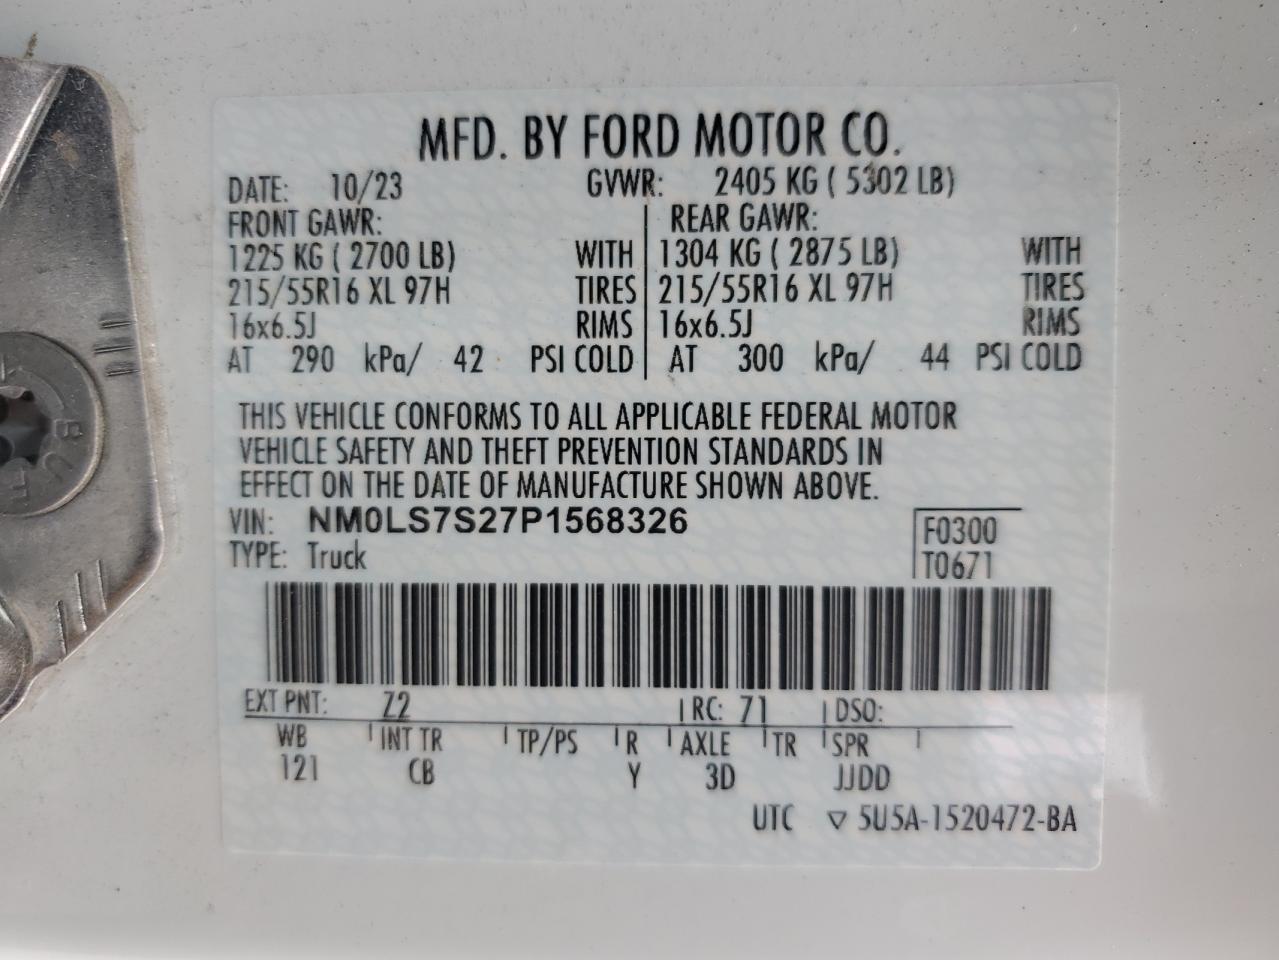 MFD. BY FORD MOTOR CO.
DATE: 10/23 GVWR: 2405 KG ( 5302 LB)
FRONT GAWR: REAR GAWR:
1225 KG ( 2700 LB) WITH 1304 KG ( 2875 LB) WITH
215/55R16 XL 97H TIRES 215/55R16 XL 97H TIRES
16x6.5J RIMS 16x6.5J RIMS
AT 290 kPa/ 42 PSI COLD AT 300 kPa/ 44 PSI COLD
THIS VEHICLE CONFORMS TO ALL APPLICABLE FEDERAL MOTOR
VEHICLE SAFETY AND THEFT PREVENTION STANDARDS IN
EFFECT ON THE DATE OF MANUFACTURE SHOWN ABOVE.
VIN: NM0LS7S27P1568326 F0300
TYPE: Truck T0671
EXT PNT: Z2 RC: 71 DSO:
WB INT TR TP/PS R AXLE TR SPR
121 CB Y 3D JJDD
UTC ▽ 5U5A-1520472-BA